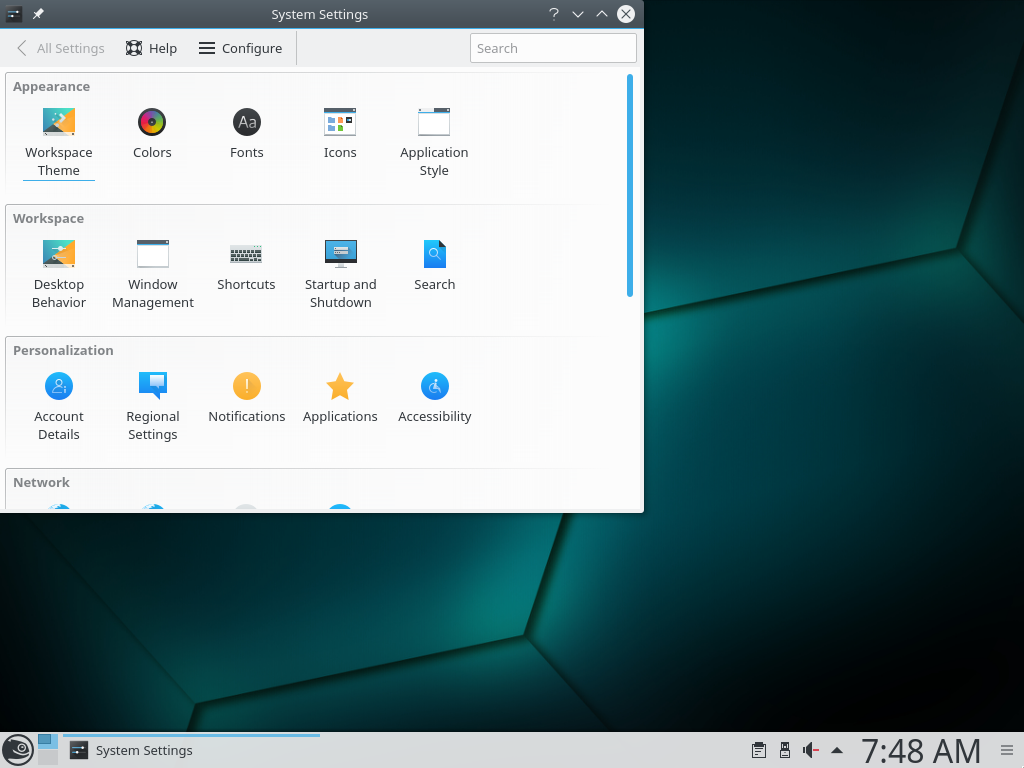 System Settings
All Settings
Help
Configure
Search
Appearance
Workspace
Theme
Colors
Fonts
Icons
Application
Style
Workspace
Desktop
Behavior
Window
Management
Shortcuts
Startup and
Shutdown
Search
Personalization
Account
Details
Regional
Settings
Notifications
Applications
Accessibility
Network
System Settings
7:48 AM